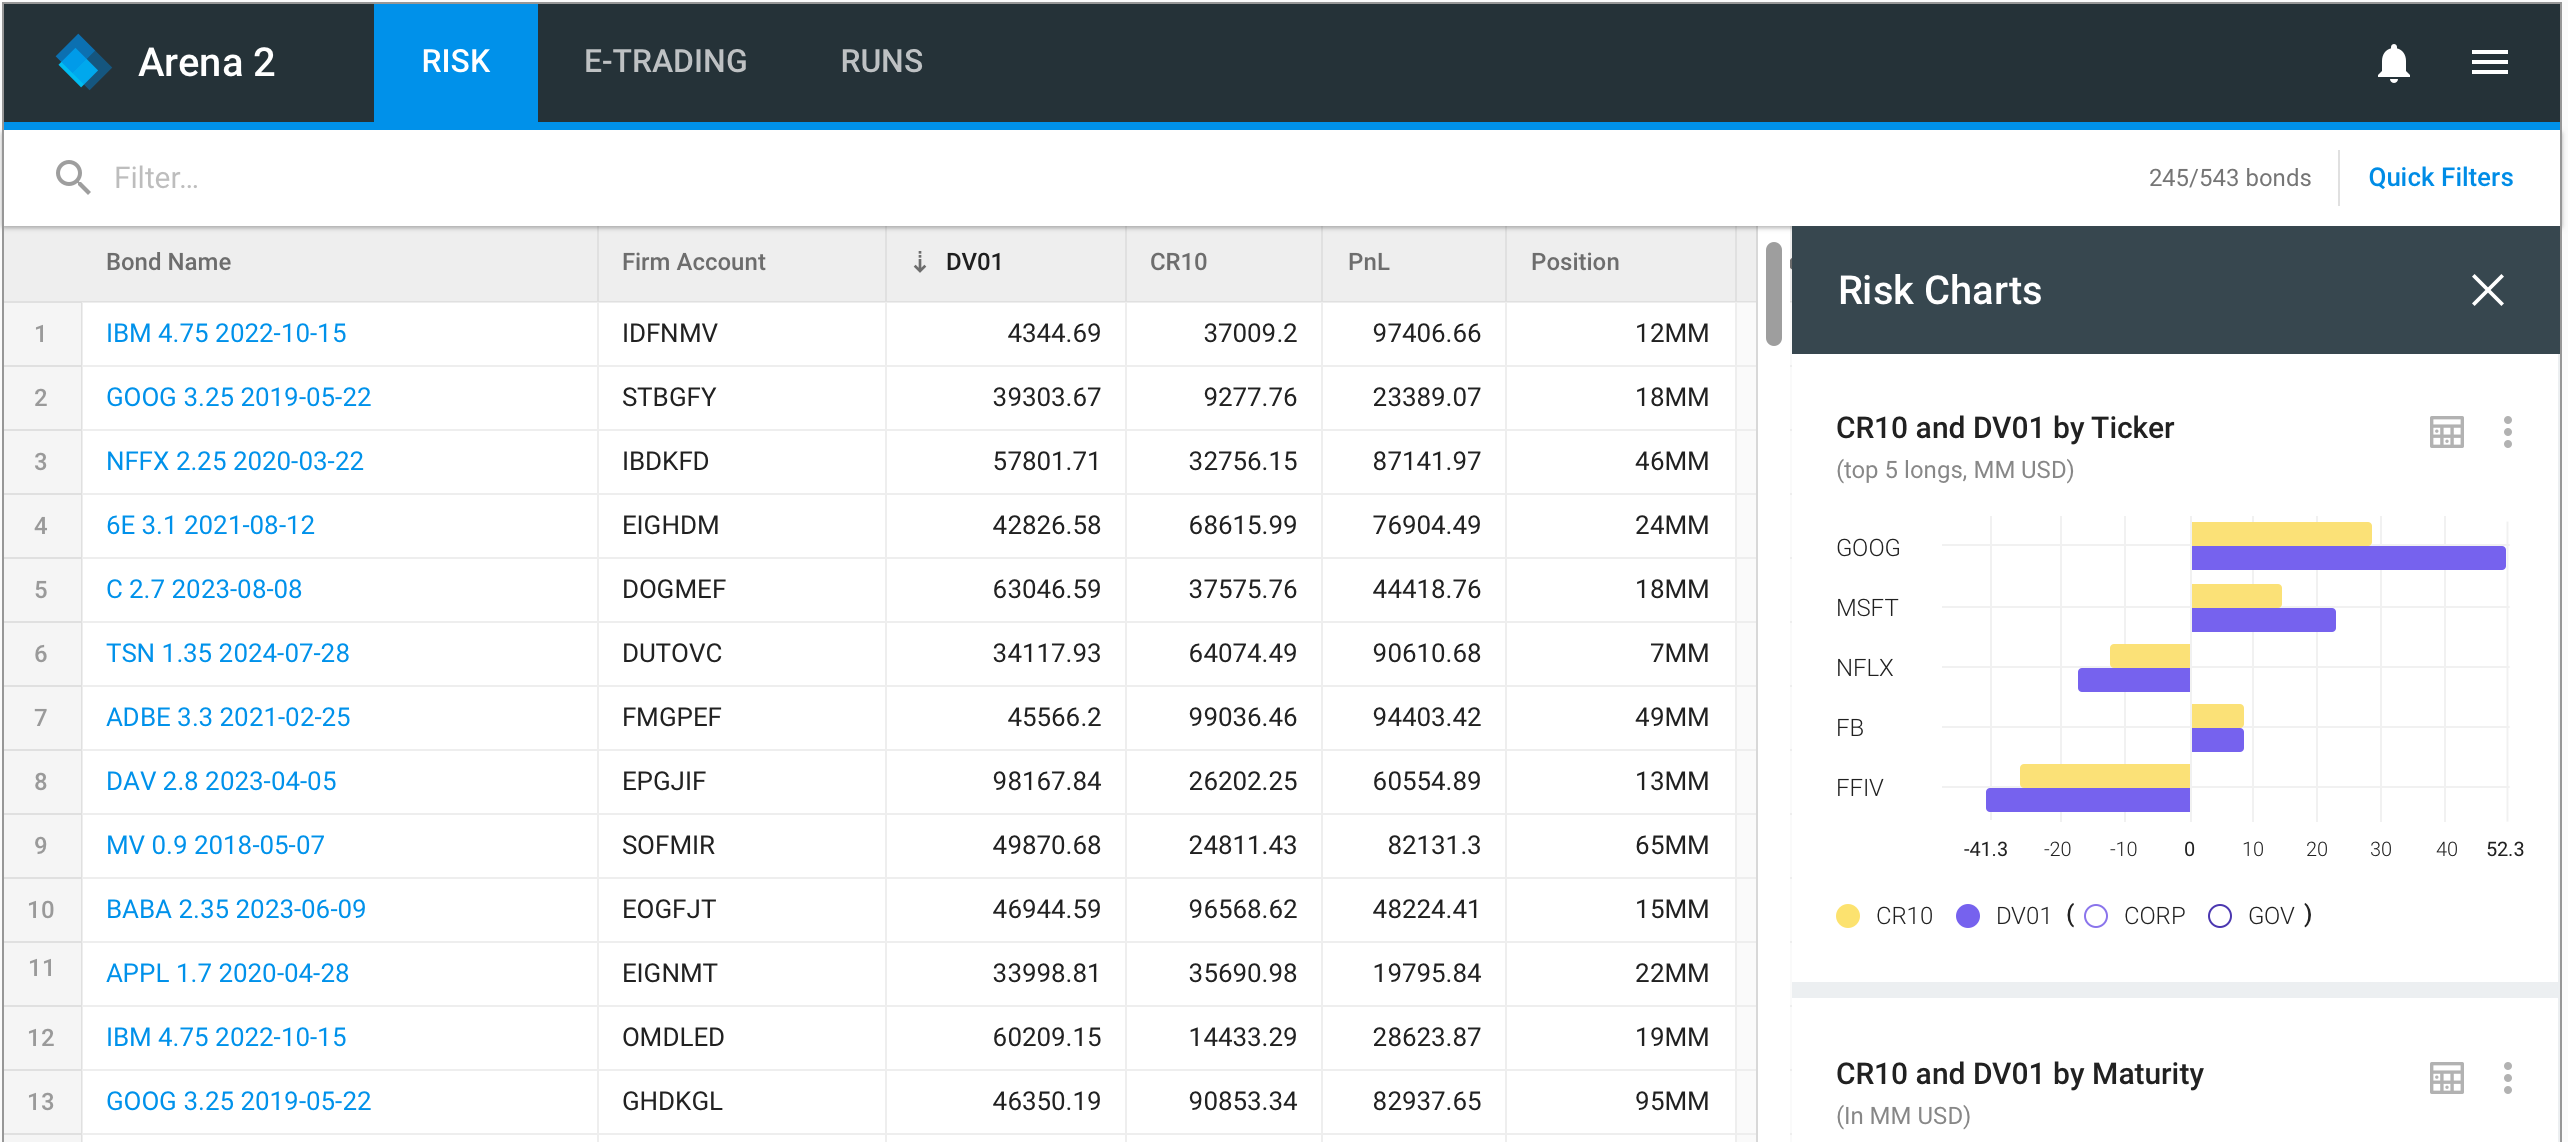 Arena 2 RISK E-TRADING RUNS
Filter... 245/543 bonds Quick Filters
Bond Name Firm Account DV01 CR10 PnL Position
1 IBM 4.75 2022-10-15 IDFNMV 4344.69 37009.2 97406.66 12MM
2 GOOG 3.25 2019-05-22 STBGFY 39303.67 9277.76 23389.07 18MM
3 NFFX 2.25 2020-03-22 IBDKFD 57801.71 32756.15 87141.97 46MM
4 6E 3.1 2021-08-12 EIGHDM 42826.58 68615.99 76904.49 24MM
5 C 2.7 2023-08-08 DOGMEF 63046.59 37575.76 44418.76 18MM
6 TSN 1.35 2024-07-28 DUTOVC 34117.93 64074.49 90610.68 7MM
7 ADBE 3.3 2021-02-25 FMGPEF 45566.2 99036.46 94403.42 49MM
8 DAV 2.8 2023-04-05 EPGJIF 98167.84 26202.25 60554.89 13MM
9 MV 0.9 2018-05-07 SOFMIR 49870.68 24811.43 82131.3 65MM
10 BABA 2.35 2023-06-09 EOGFJT 46944.59 96568.62 48224.41 15MM
11 APPL 1.7 2020-04-28 EIGNMT 33998.81 35690.98 19795.84 22MM
12 IBM 4.75 2022-10-15 OMDLED 60209.15 14433.29 28623.87 19MM
13 GOOG 3.25 2019-05-22 GHDKGL 46350.19 90853.34 82937.65 95MM
Risk Charts
CR10 and DV01 by Ticker
(top 5 longs, MM USD)
GOOG
MSFT
NFLX
FB
FFIV
-41.3 -20 -10 0 10 20 30 40 52.3
CR10 DV01 ( CORP GOV )
CR10 and DV01 by Maturity
(In MM USD)